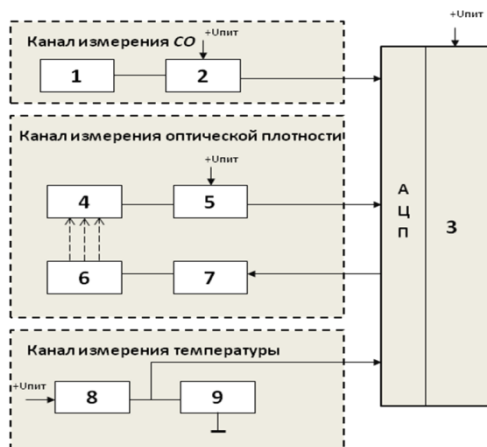 +Uпит
Канал измерения СО
+Uпит
1
2
Канал измерения оптической плотности
+Uпит
4
5
А
Ц
П
3
6
7
Канал измерения температуры
+Uпит
8
9